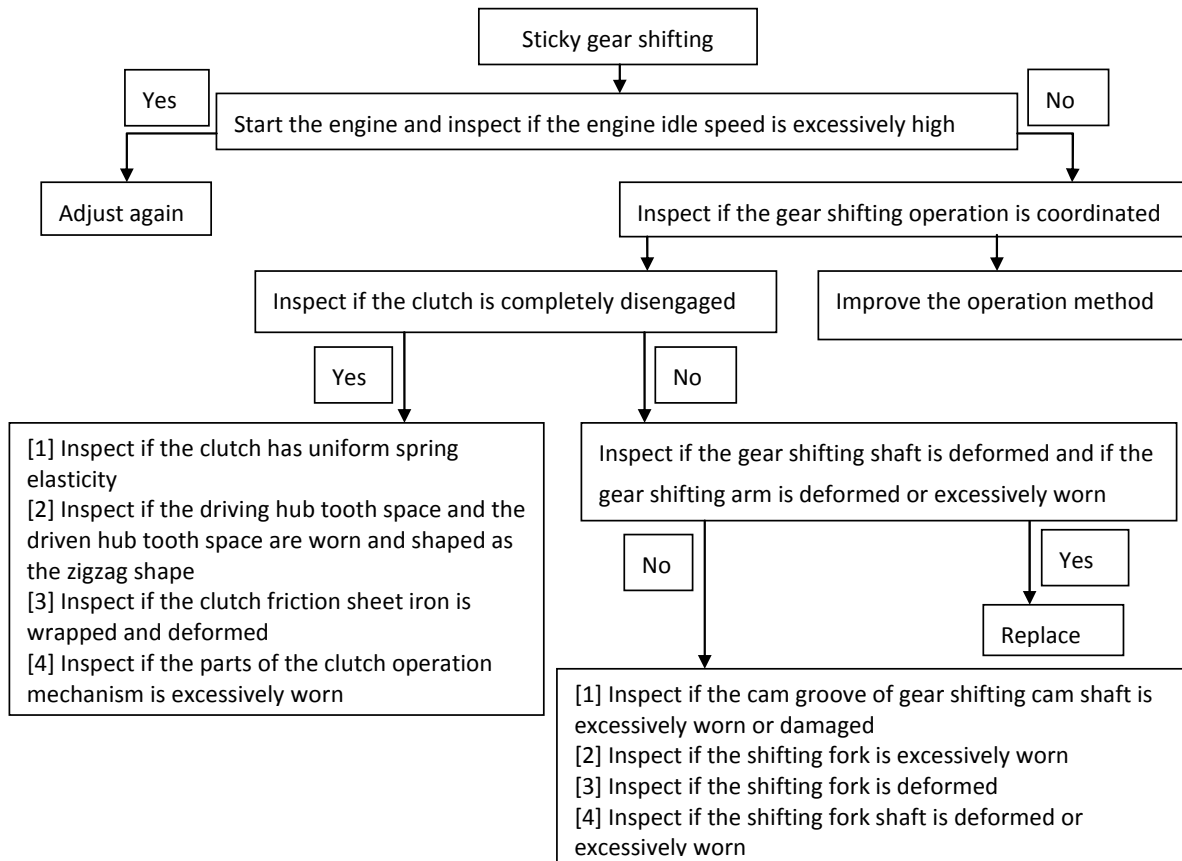 Sticky gear shifting
Yes
No
Start the engine and inspect if the engine idle speed is excessively high
Adjust again
Inspect if the gear shifting operation is coordinated
Inspect if the clutch is completely disengaged
Improve the operation method
Yes
No
[1] Inspect if the clutch has uniform spring
elasticity
[2] Inspect if the driving hub tooth space and the
driven hub tooth space are worn and shaped as
the zigzag shape
[3] Inspect if the clutch friction sheet iron is
wrapped and deformed
[4] Inspect if the parts of the clutch operation
mechanism is excessively worn
Inspect if the gear shifting shaft is deformed and if the
gear shifting arm is deformed or excessively worn
No
Yes
Replace
[1] Inspect if the cam groove of gear shifting cam shaft is
excessively worn or damaged
[2] Inspect if the shifting fork is excessively worn
[3] Inspect if the shifting fork is deformed
[4] Inspect if the shifting fork shaft is deformed or
excessively worn